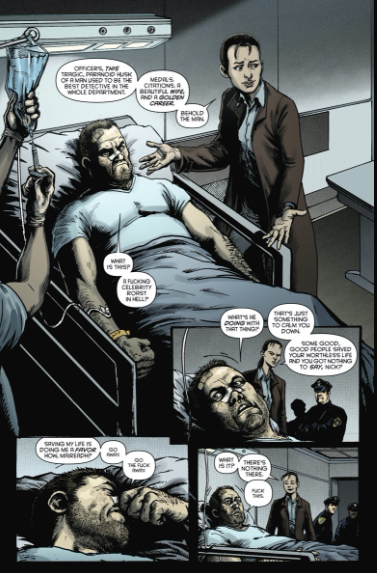 OFFICER'S, THIS
TRAGIC, PARANOID HUSK
OF A MAN USED TO BE THE
BEST DETECTIVE IN THE
WHOLE DEPARTMENT.
MEDALS.
CITATIONS. A
BEAUTIFUL WIFE.
AND A GOLDEN
CAREER.
BEHOLD
THE MAN.
WHAT
IS THIS?
A FUCKING
CELEBRITY
ROAST
IN HELL?
WHAT'S HE
DOING WITH
THAT THING?
THAT'S JUST
SOMETHING
TO CALM YOU
DOWN.
SOME GOOD,
GOOD PEOPLE SAVED
YOUR WORTHLESS LIFE
AND YOU GOT NOTHING
TO SAY, NICK?
SAVING MY LIFE IS
DOING ME A FAVOR
HOW, MAIREADH?
GO
AWAY.
GO
THE FUCK
AWAY.
WHAT
IS IT?
THERE'S
NOTHING
THERE.
FUCK
THIS.